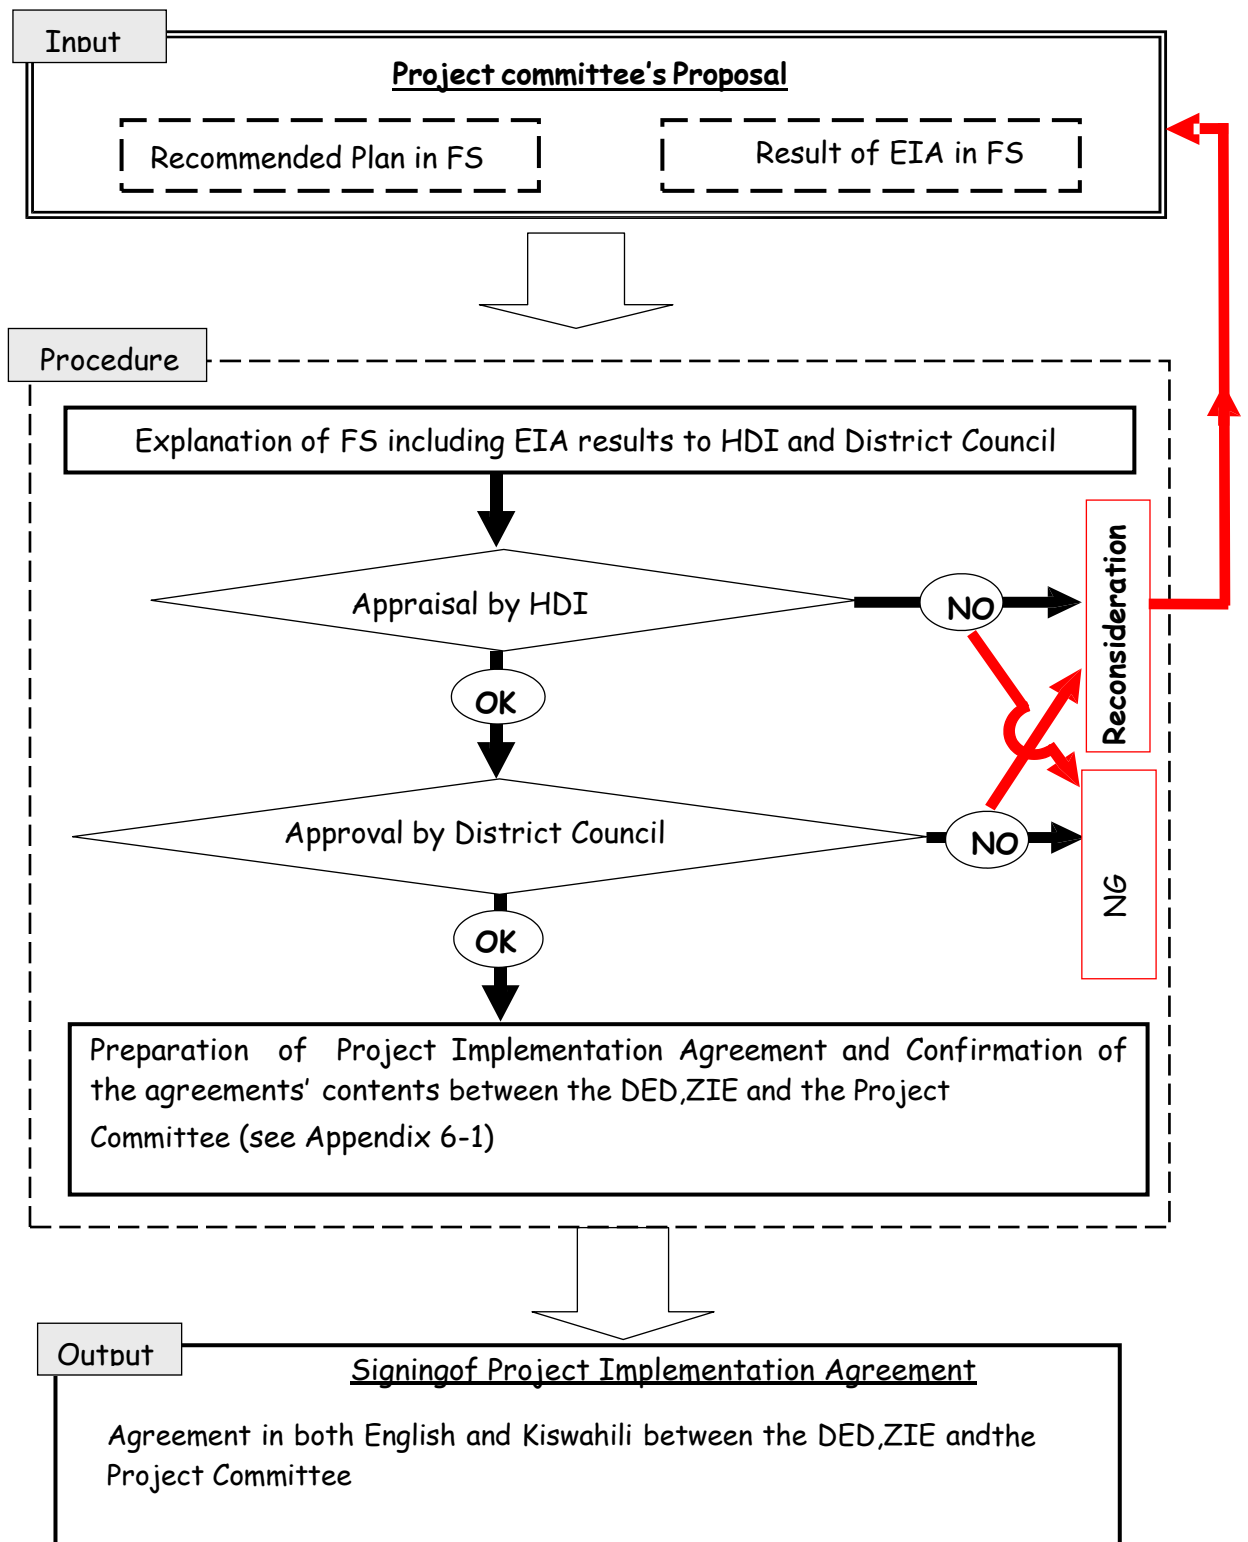 Input
Project committee's Proposal
Recommended Plan in FS
Result of EIA in FS
Procedure
Explanation of FS including EIA results to HDI and District Council
Appraisal by HDI
NO
Reconsideration
OK
Approval by District Council
NO
NG
OK
Preparation of Project Implementation Agreement and Confirmation of
the agreements' contents between the DED,ZIE and the Project
Committee (see Appendix 6-1)
Output
Signingof Project Implementation Agreement
Agreement in both English and Kiswahili between the DED,ZIE andthe
Project Committee